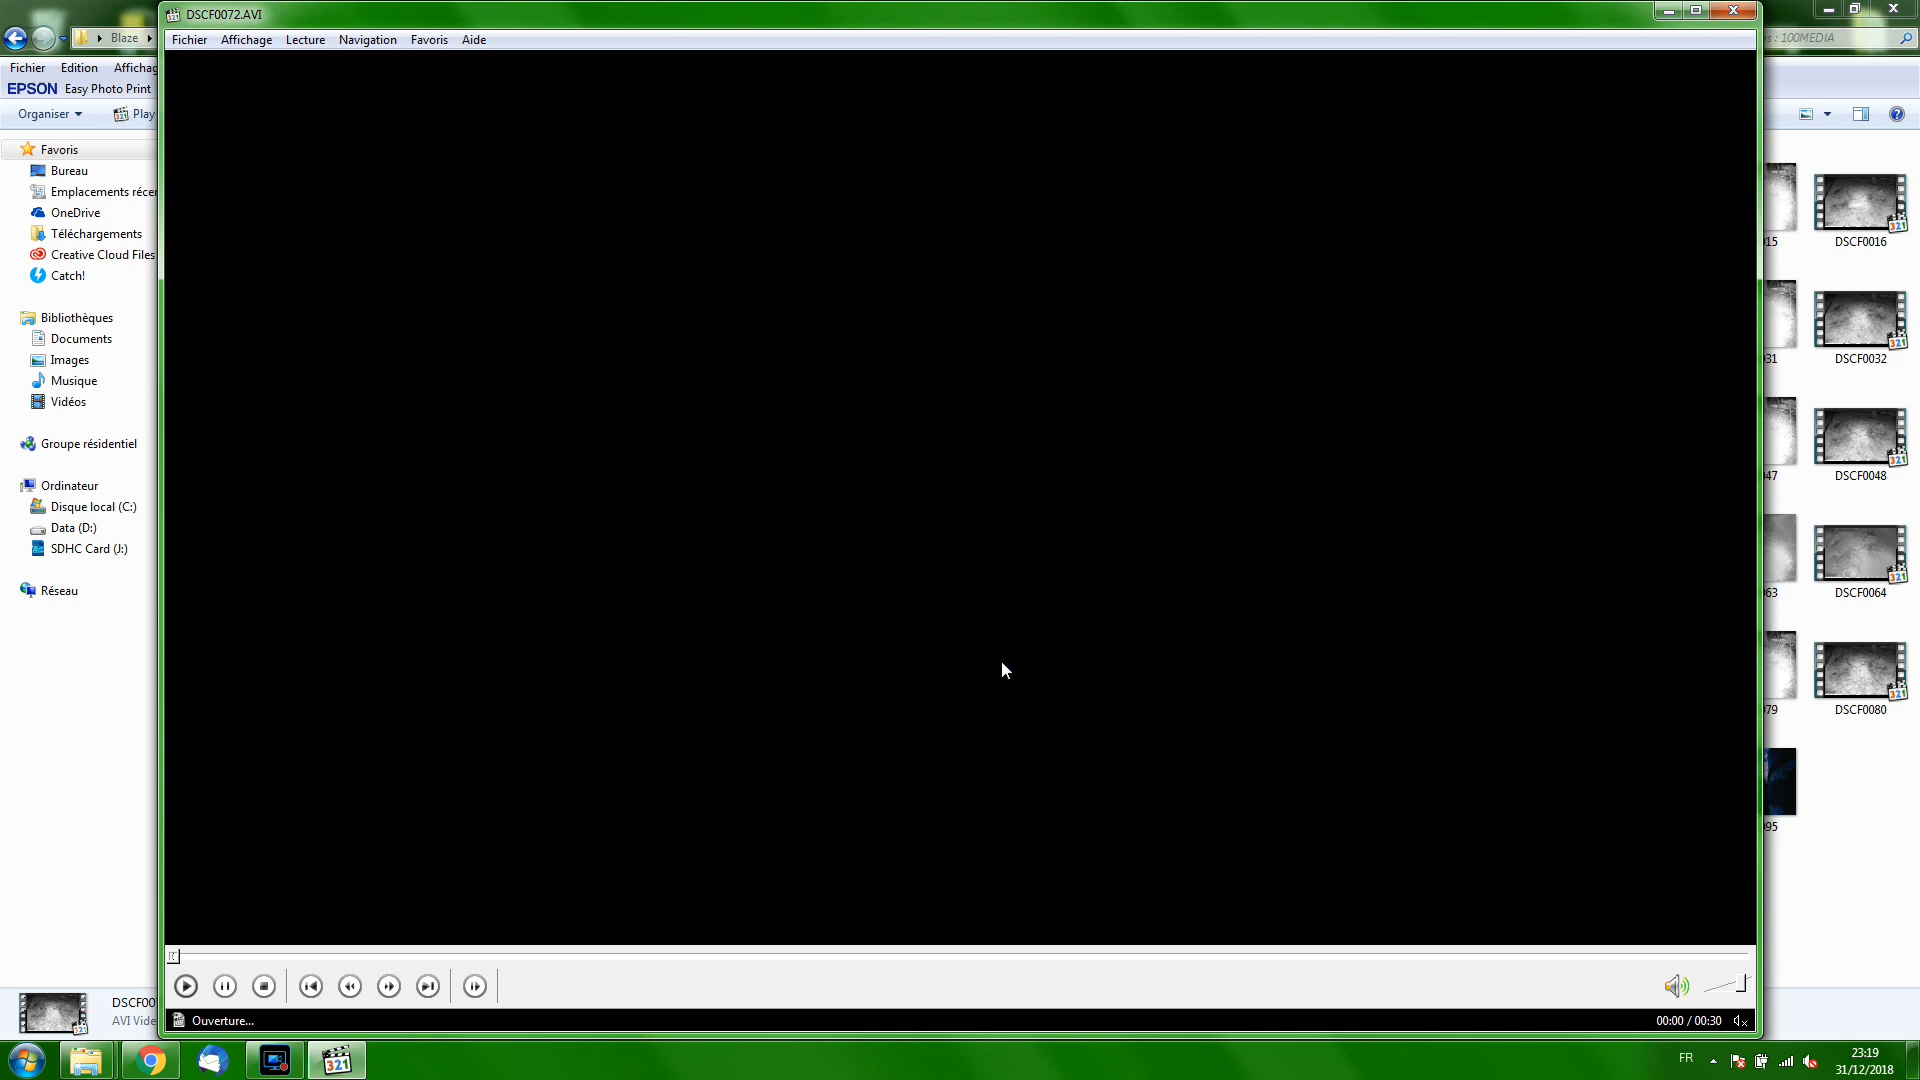 DSCF0072.AVI
Fichier Affichage Lecture Navigation Favoris Aide
Blaze
100MEDIA
Fichier Edition
EPSON Easy Photo Print
Organiser Play
Favoris
Bureau
Emplacements
OneDrive
Téléchargements
Creative Cloud Files
Catch!
Bibliothèques
Documents
Images
Musique
Vidéos
Groupe résidentiel
Ordinateur
Disque local (C:)
Data (D:)
SDHC Card (J:)
Réseau
DSCF0016
DSCF0032
DSCF0048
DSCF0064
DSCF0080
Ouverture...
00:00 / 00:30
FR
23:19
31/12/2018